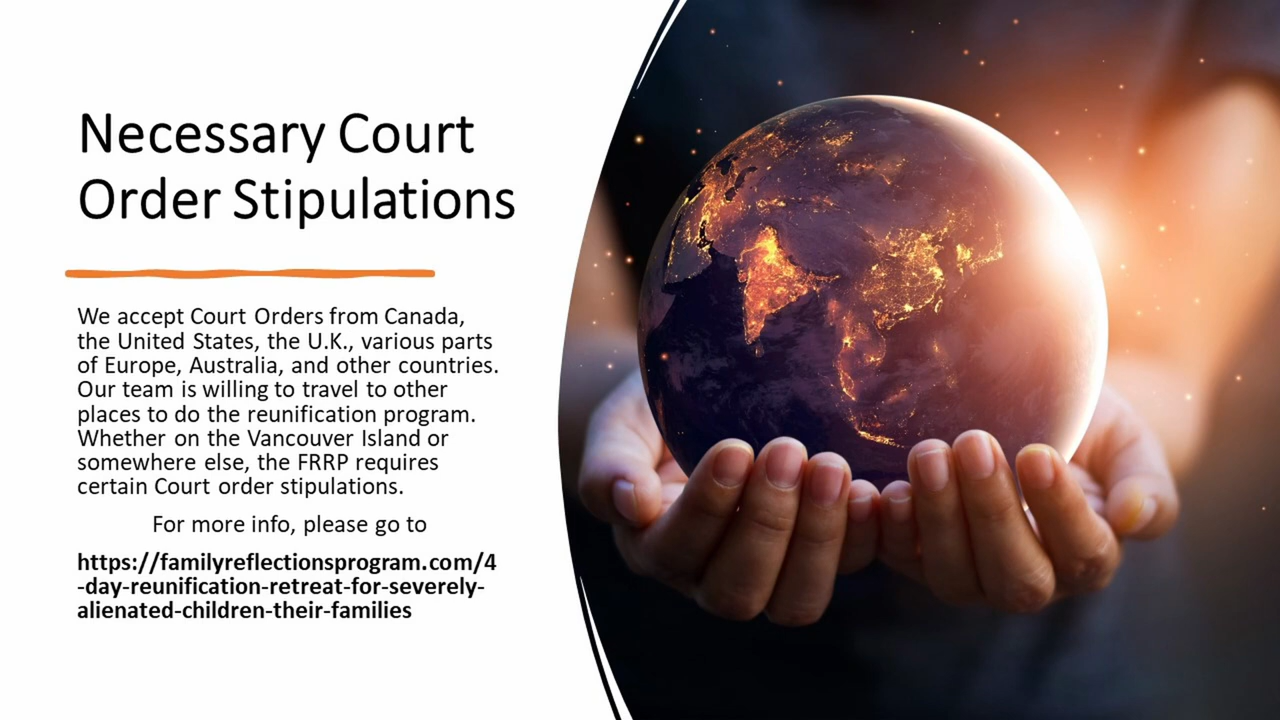 Necessary Court
Order Stipulations
We accept Court Orders from Canada,
the United States, the U.K., various parts
of Europe, Australia, and other countries.
Our team is willing to travel to other
places to do the reunification program.
Whether on the Vancouver Island or
somewhere else, the FRRP requires
certain Court order stipulations.
For more info, please go to
https://familyreflectionsprogram.com/4
-day-reunification-retreat-for-severely-
alienated-children-their-families